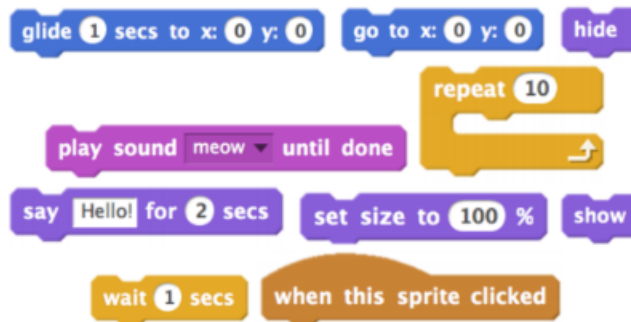 glide 1 secs to x: 0 y: 0
go to x: 0 y: 0
hide
repeat 10
play sound meow until done
say Hello! for 2 secs
set size to 100 %
show
wait 1 secs
when this sprite clicked